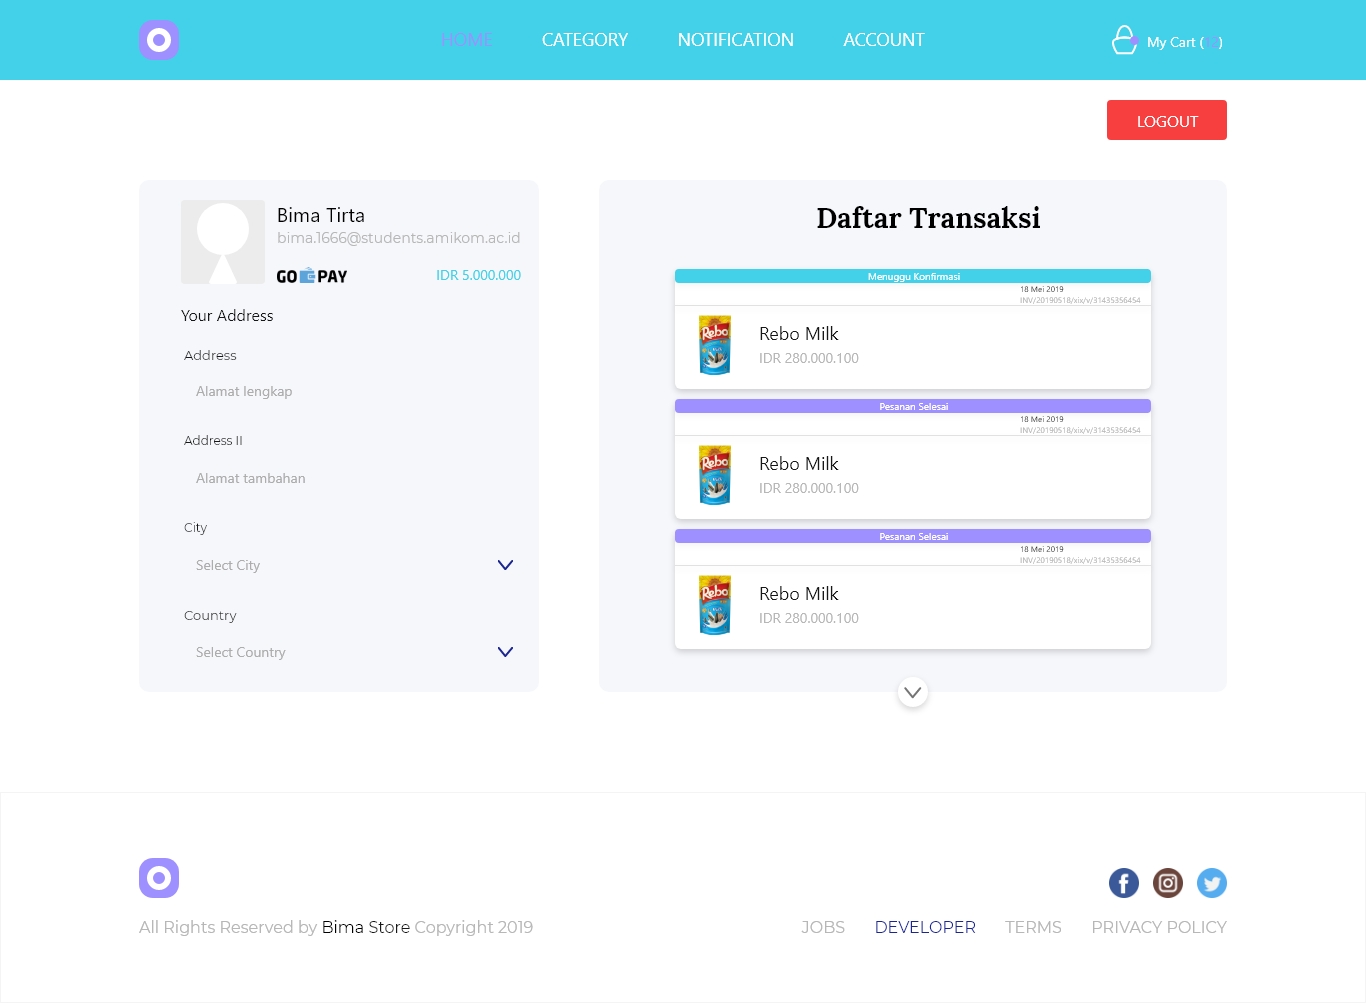 HOME CATEGORY NOTIFICATION ACCOUNT My Cart (12)
LOGOUT
Bima Tirta
bima.1666@students.amikom.ac.id
GO PAY IDR 5.000.000
Your Address
Address
Alamat lengkap
Address II
Alamat tambahan
City
Select City
Country
Select Country
Daftar Transaksi
Menuggu Konfirmasi
18 Mei 2019
INV/20190518/xix/v/31435356454
Rebo
Rebo Milk
IDR 280.000.100
Pesanan Selesai
18 Mei 2019
INV/20190518/xix/v/31435356454
Rebo
Rebo Milk
IDR 280.000.100
Pesanan Selesai
18 Mei 2019
INV/20190518/xix/v/31435356454
Rebo
Rebo Milk
IDR 280.000.100
All Rights Reserved by Bima Store Copyright 2019
JOBS DEVELOPER TERMS PRIVACY POLICY